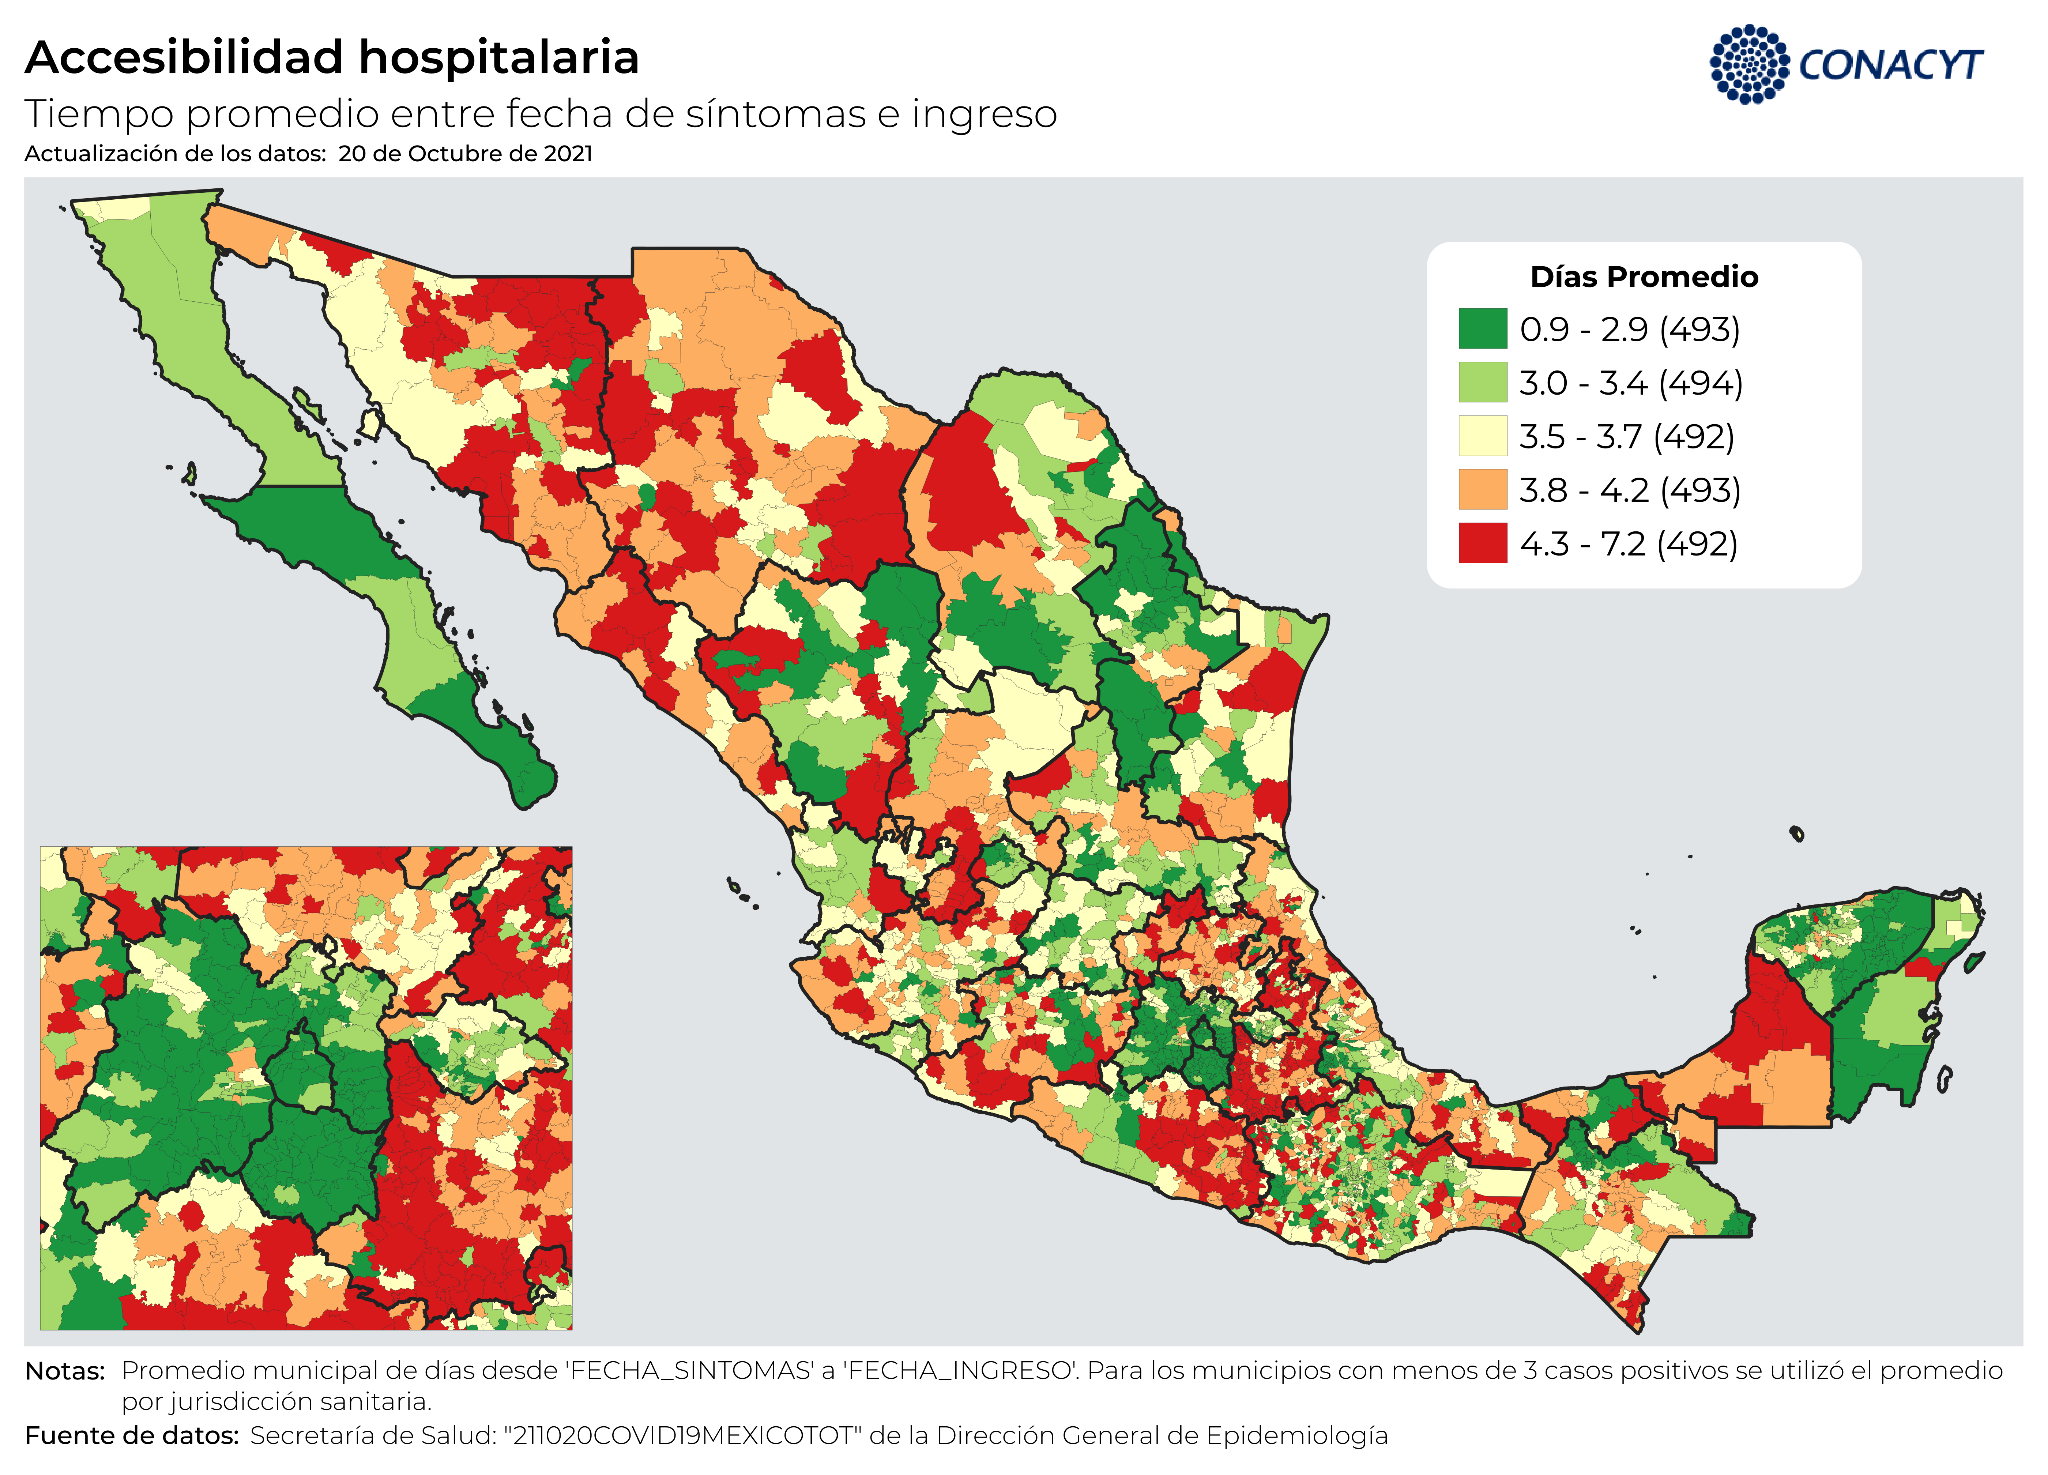 Accesibilidad hospitalaria
Tiempo promedio entre fecha de síntomas e ingreso
Actualización de los datos: 20 de Octubre de 2021
CONACYT
Días Promedio
0.9 - 2.9 (493)
3.0 - 3.4 (494)
3.5 - 3.7 (492)
3.8 - 4.2 (493)
4.3 - 7.2 (492)
Notas: Promedio municipal de días desde 'FECHA_SINTOMAS' a 'FECHA_INGRESO'. Para los municipios con menos de 3 casos positivos se utilizó el promedio
por jurisdicción sanitaria.
Fuente de datos: Secretaría de Salud: "211020COVID19MEXICOTOT" de la Dirección General de Epidemiología